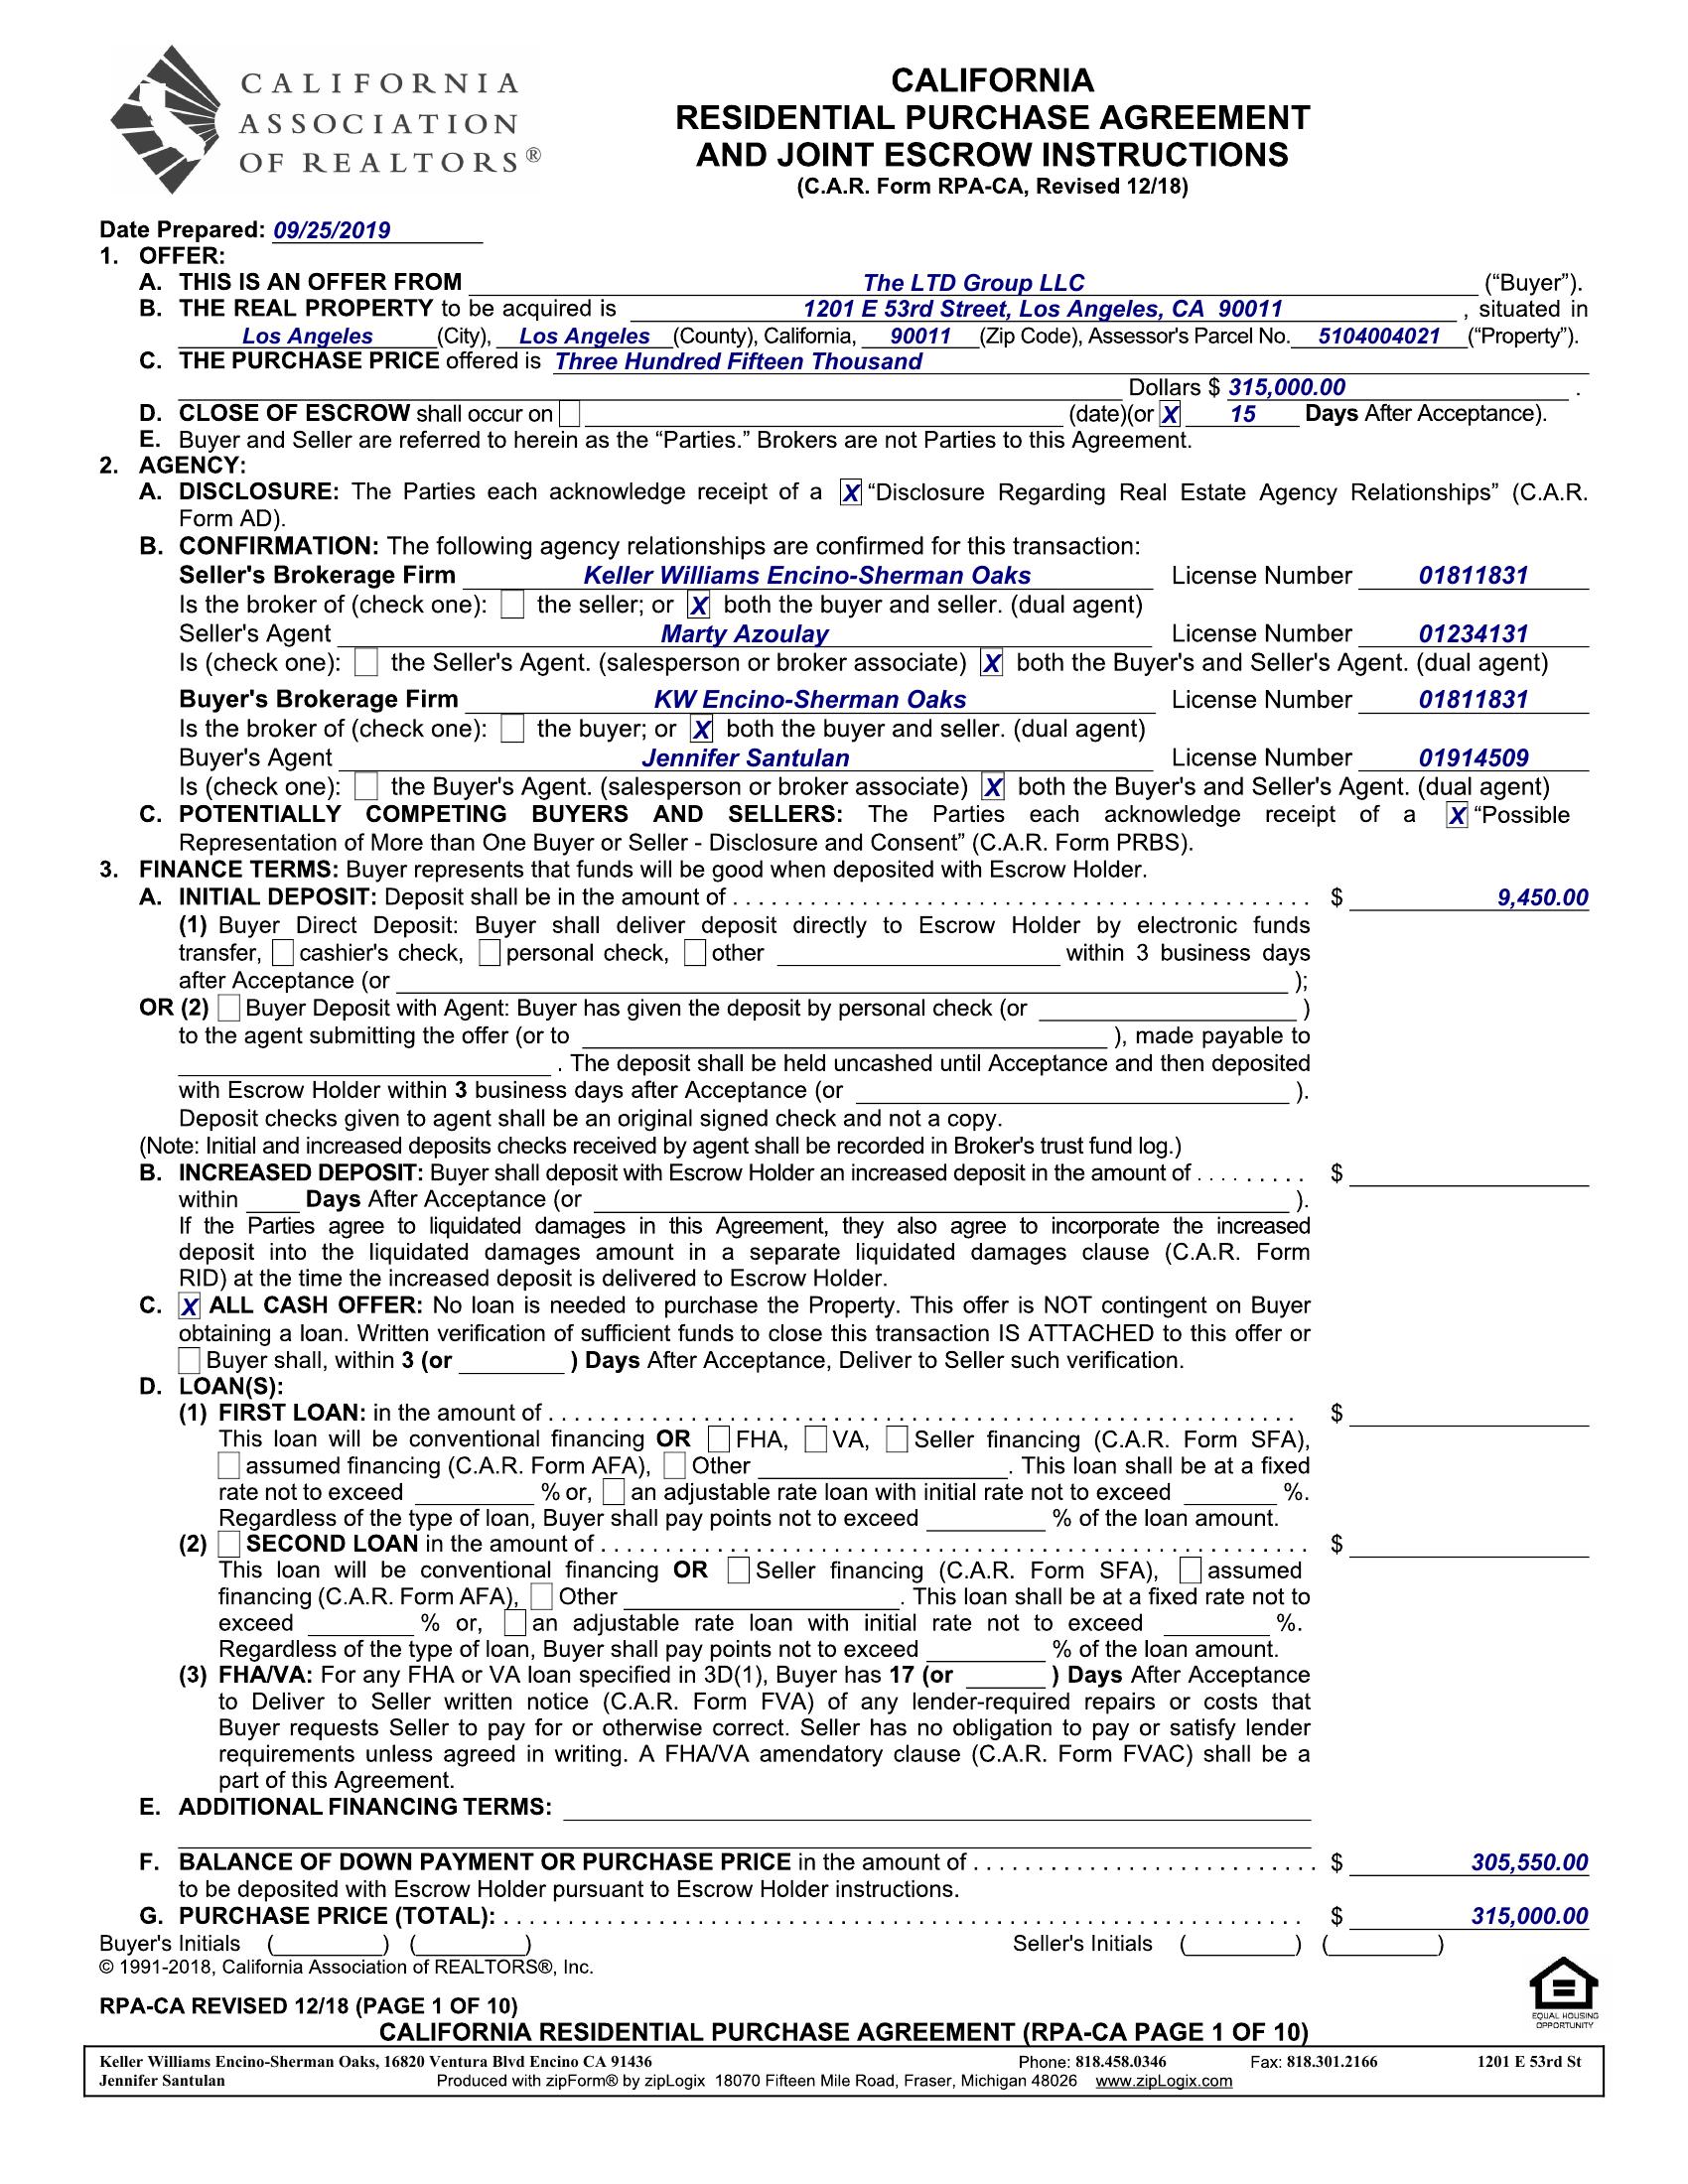 CALIFORNIA
ASSOCIATION
OF REALTORS®
CALIFORNIA
RESIDENTIAL PURCHASE AGREEMENT
AND JOINT ESCROW INSTRUCTIONS
(C.A.R. Form RPA-CA, Revised 12/18)
Date Prepared: 09/25/2019
1. OFFER:
A. THIS IS AN OFFER FROM The LTD Group LLC (“Buyer”).
B. THE REAL PROPERTY to be acquired is 1201 E 53rd Street, Los Angeles, CA 90011 , situated in
Los Angeles (City), Los Angeles (County), California, 90011 (Zip Code), Assessor's Parcel No. 5104004021 (“Property”).
C. THE PURCHASE PRICE offered is Three Hundred Fifteen Thousand
Dollars $ 315,000.00 .
D. CLOSE OF ESCROW shall occur on (date)(or X 15 Days After Acceptance).
E. Buyer and Seller are referred to herein as the “Parties.” Brokers are not Parties to this Agreement.
2. AGENCY:
A. DISCLOSURE: The Parties each acknowledge receipt of a X “Disclosure Regarding Real Estate Agency Relationships” (C.A.R.
Form AD).
B. CONFIRMATION: The following agency relationships are confirmed for this transaction:
Seller's Brokerage Firm Keller Williams Encino-Sherman Oaks License Number 01811831
Is the broker of (check one): the seller; or X both the buyer and seller. (dual agent)
Seller's Agent Marty Azoulay License Number 01234131
Is (check one): the Seller's Agent. (salesperson or broker associate) X both the Buyer's and Seller's Agent. (dual agent)
Buyer's Brokerage Firm KW Encino-Sherman Oaks License Number 01811831
Is the broker of (check one): the buyer; or X both the buyer and seller. (dual agent)
Buyer's Agent Jennifer Santulan License Number 01914509
Is (check one): the Buyer's Agent. (salesperson or broker associate) X both the Buyer's and Seller's Agent. (dual agent)
C. POTENTIALLY COMPETING BUYERS AND SELLERS: The Parties each acknowledge receipt of a X “Possible
Representation of More than One Buyer or Seller - Disclosure and Consent” (C.A.R. Form PRBS).
3. FINANCE TERMS: Buyer represents that funds will be good when deposited with Escrow Holder.
A. INITIAL DEPOSIT: Deposit shall be in the amount of . . . . . . . . . . $ 9,450.00
(1) Buyer Direct Deposit: Buyer shall deliver deposit directly to Escrow Holder by electronic funds
transfer, cashier's check, personal check, other within 3 business days
after Acceptance (or );
OR (2) Buyer Deposit with Agent: Buyer has given the deposit by personal check (or )
to the agent submitting the offer (or to ), made payable to
. The deposit shall be held uncashed until Acceptance and then deposited
with Escrow Holder within 3 business days after Acceptance (or ).
Deposit checks given to agent shall be an original signed check and not a copy.
(Note: Initial and increased deposits checks received by agent shall be recorded in Broker's trust fund log.)
B. INCREASED DEPOSIT: Buyer shall deposit with Escrow Holder an increased deposit in the amount of . . . . . . . . . $
within Days After Acceptance (or ).
If the Parties agree to liquidated damages in this Agreement, they also agree to incorporate the increased
deposit into the liquidated damages amount in a separate liquidated damages clause (C.A.R. Form
RID) at the time the increased deposit is delivered to Escrow Holder.
C. X ALL CASH OFFER: No loan is needed to purchase the Property. This offer is NOT contingent on Buyer
obtaining a loan. Written verification of sufficient funds to close this transaction IS ATTACHED to this offer or
Buyer shall, within 3 (or ) Days After Acceptance, Deliver to Seller such verification.
D. LOAN(S):
(1) FIRST LOAN: in the amount of . . . . . . . . . . $
This loan will be conventional financing OR FHA, VA, Seller financing (C.A.R. Form SFA),
assumed financing (C.A.R. Form AFA), Other . This loan shall be at a fixed
rate not to exceed % or, an adjustable rate loan with initial rate not to exceed %.
Regardless of the type of loan, Buyer shall pay points not to exceed % of the loan amount.
(2) SECOND LOAN in the amount of . . . . . . . . . . $
This loan will be conventional financing OR Seller financing (C.A.R. Form SFA), assumed
financing (C.A.R. Form AFA), Other . This loan shall be at a fixed rate not to
exceed % or, an adjustable rate loan with initial rate not to exceed %.
Regardless of the type of loan, Buyer shall pay points not to exceed % of the loan amount.
(3) FHA/VA: For any FHA or VA loan specified in 3D(1), Buyer has 17 (or ) Days After Acceptance
to Deliver to Seller written notice (C.A.R. Form FVA) of any lender-required repairs or costs that
Buyer requests Seller to pay for or otherwise correct. Seller has no obligation to pay or satisfy lender
requirements unless agreed in writing. A FHA/VA amendatory clause (C.A.R. Form FVAC) shall be a
part of this Agreement.
E. ADDITIONAL FINANCING TERMS:
F. BALANCE OF DOWN PAYMENT OR PURCHASE PRICE in the amount of . . . . . . . . . . $ 305,550.00
to be deposited with Escrow Holder pursuant to Escrow Holder instructions.
G. PURCHASE PRICE (TOTAL): . . . . . . . . . . $ 315,000.00
Buyer's Initials ( ) ( ) Seller's Initials ( ) ( )
© 1991-2018, California Association of REALTORS®, Inc.
RPA-CA REVISED 12/18 (PAGE 1 OF 10)
EQUAL HOUSING
OPPORTUNITY
CALIFORNIA RESIDENTIAL PURCHASE AGREEMENT (RPA-CA PAGE 1 OF 10)
Keller Williams Encino-Sherman Oaks, 16820 Ventura Blvd Encino CA 91436 Phone: 818.458.0346 Fax: 818.301.2166 1201 E 53rd St
Jennifer Santulan Produced with zipForm® by zipLogix 18070 Fifteen Mile Road, Fraser, Michigan 48026 www.zipLogix.com